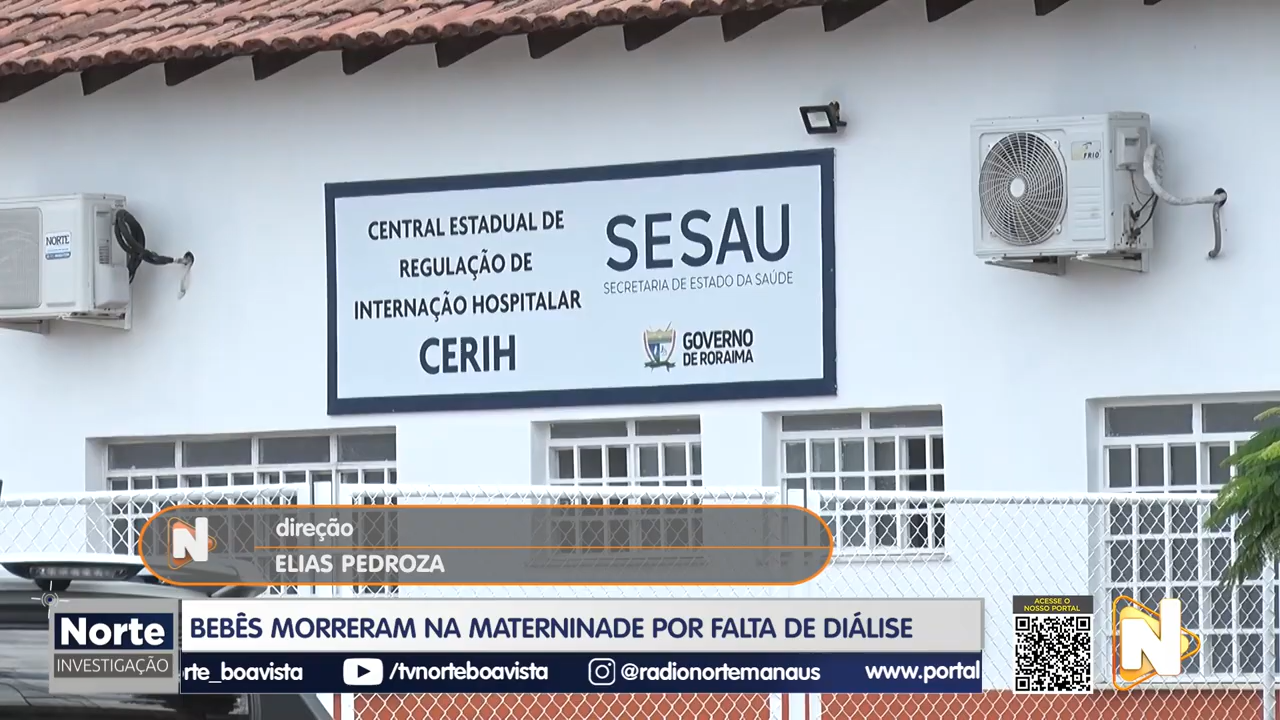 CENTRAL ESTADUAL DE
REGULAÇÃO DE
INTERNAÇÃO HOSPITALAR
CERIH
SESAU
SECRETARIA DE ESTADO DA SAÚDE
GOVERNO
DE RORAIMA
FRIO
NORTE
N
direção
ELIAS PEDROZA
Norte
INVESTIGAÇÃO
BEBÊS MORRERAM NA MATERNINADE POR FALTA DE DIÁLISE
rte_boavista /tvnorteboavista @radionortemanaus www.portal
ACESSE O
NOSSO PORTAL
N